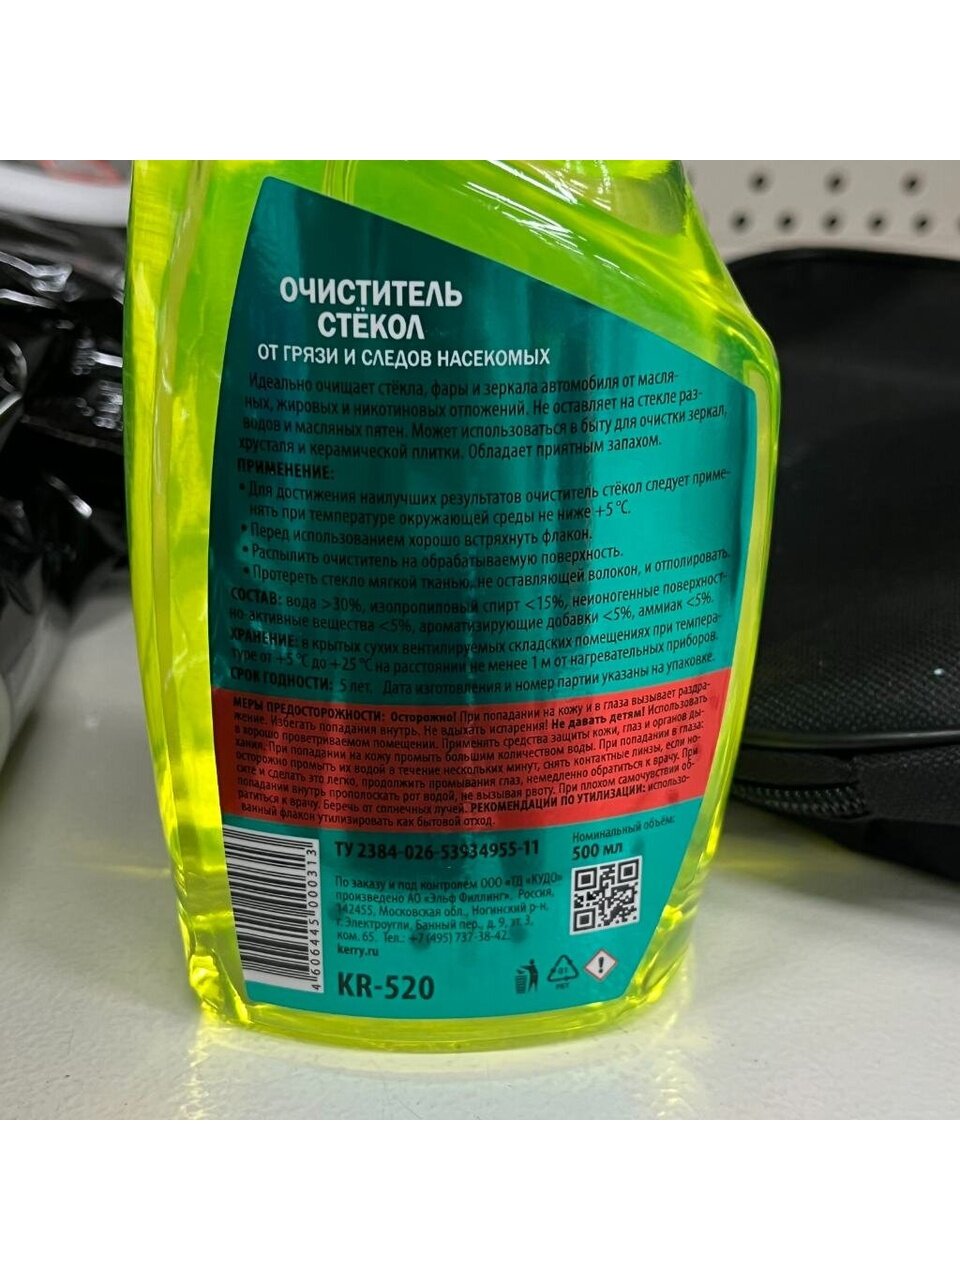 ОЧИСТИТЕЛЬ
СТЁКОЛ
ОТ ГРЯЗИ И СЛЕДОВ НАСЕКОМЫХ
Идеально очищает стёкла, фары и зеркала автомобиля от масля-
ных, жировых и никотиновых отложений. Не оставляет на стекле раз-
водов и масляных пятен. Может использоваться в быту для очистки зеркал,
хрусталя и керамической плитки. Обладает приятным запахом.
ПРИМЕНЕНИЕ:
• Для достижения наилучших результатов очиститель стёкол следует приме-
нять при температуре окружающей среды не ниже +5 °С.
• Перед использованием хорошо встряхнуть флакон.
• Распылить очиститель на обрабатываемую поверхность.
• Протереть стекло мягкой тканью, не оставляющей волокон, и отполировать.
СОСТАВ: вода >30%, изопропиловый спирт <15%, неионогенные поверхност-
но-активные вещества <5%, ароматизирующие добавки <5%, аммиак <5%.
ХРАНЕНИЕ: в крытых сухих вентилируемых складских помещениях при темпера-
туре от +5 °С до +25 °С на расстоянии не менее 1 м от нагревательных приборов.
СРОК ГОДНОСТИ: 5 лет. Дата изготовления и номер партии указаны на упаковке.
МЕРЫ ПРЕДОСТОРОЖНОСТИ: Осторожно! При попадании на кожу и в глаза вызывает раздра-
жение. Избегать попадания внутрь. Не вдыхать испарения! Не давать детям! Использовать
в хорошо проветриваемом помещении. Применять средства защиты кожи, глаз и органов ды-
хания. При попадании на кожу промыть большим количеством воды. При попадании в глаза:
осторожно промыть их водой в течение нескольких минут, снять контактные линзы, если но-
сите и сделать это легко, продолжить промывания глаз, немедленно обратиться к врачу. При
попадании внутрь прополоскать рот водой, не вызывая рвоту. При плохом самочувствии об-
ратиться к врачу. Беречь от солнечных лучей. РЕКОМЕНДАЦИИ ПО УТИЛИЗАЦИИ: использо-
ванный флакон утилизировать как бытовой отход.
Номинальный объём:
500 мл
ТУ 2384-026-53934955-11
По заказу и под контролем ООО «ТД «КУДО»
произведено АО «Эльф Филлинг», Россия,
142455, Московская обл., Ногинский р-н,
г. Электроугли, Банный пер., д. 9, эт. 3,
ком. 65. Тел.: +7 (495) 737-38-42.
kerry.ru
KR-520
4606445000313
01
PET